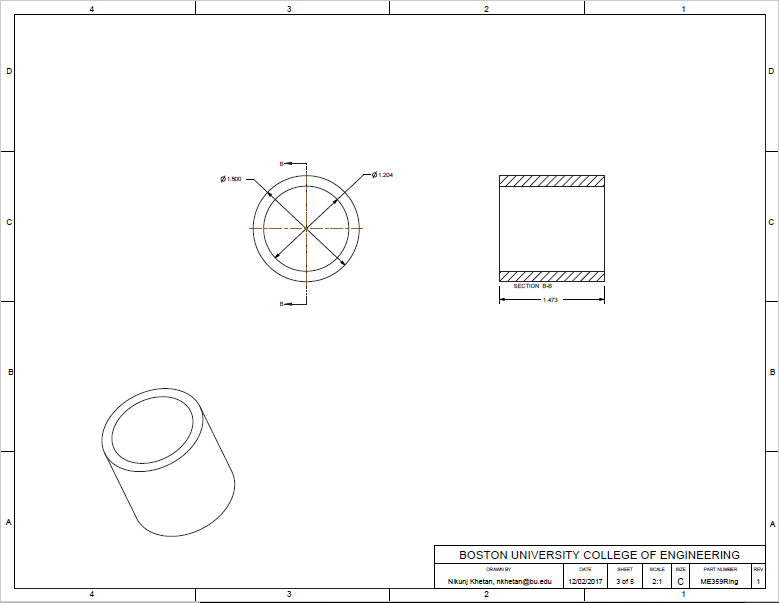 4 3 2 1
D D
B
Ø 1.500 Ø 1.204
C C
SECTION B-B
1.473
B
B B
A A
BOSTON UNIVERSITY COLLEGE OF ENGINEERING
DRAWN BY DATE SHEET SCALE SIZE PART NUMBER REV
Nikunj Khetan, nkhetan@bu.edu 12/02/2017 3 of 5 2:1 C ME359Ring 1
4 3 2 1